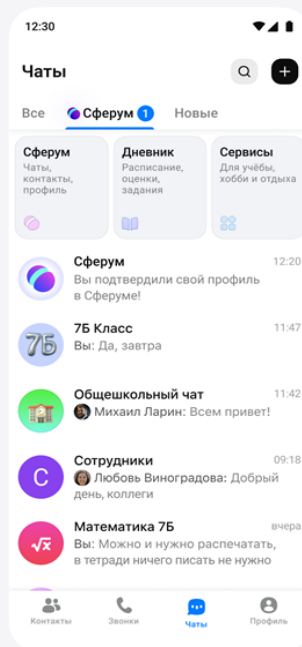 12:30
Чаты
Все
Сферум 1
Новые
Сферум
Чаты,
контакты,
профиль
Дневник
Расписание,
оценки,
задания
Сервисы
Для учёбы,
хобби и отдыха
Сферум 12:20
Вы подтвердили свой профиль
в Сферуме!
7Б
7Б Класс 11:47
Вы: Да, завтра
Общешкольный чат 11:42
Михаил Ларин: Всем привет!
С
Сотрудники 09:18
Любовь Виноградова: Добрый
день, коллеги
√x
Математика 7Б вчера
Вы: Можно и нужно распечатать,
в тетради ничего писать не нужно
Контакты
Звонки
Чаты
Профиль